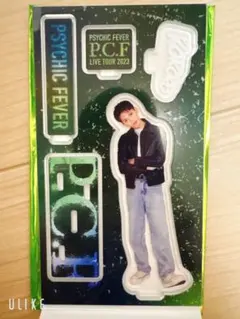 PSYCHIC FEVER
P.C.F
LIVE TOUR 2023
PSYCHIC FEVER
P.C.F
ULIKE